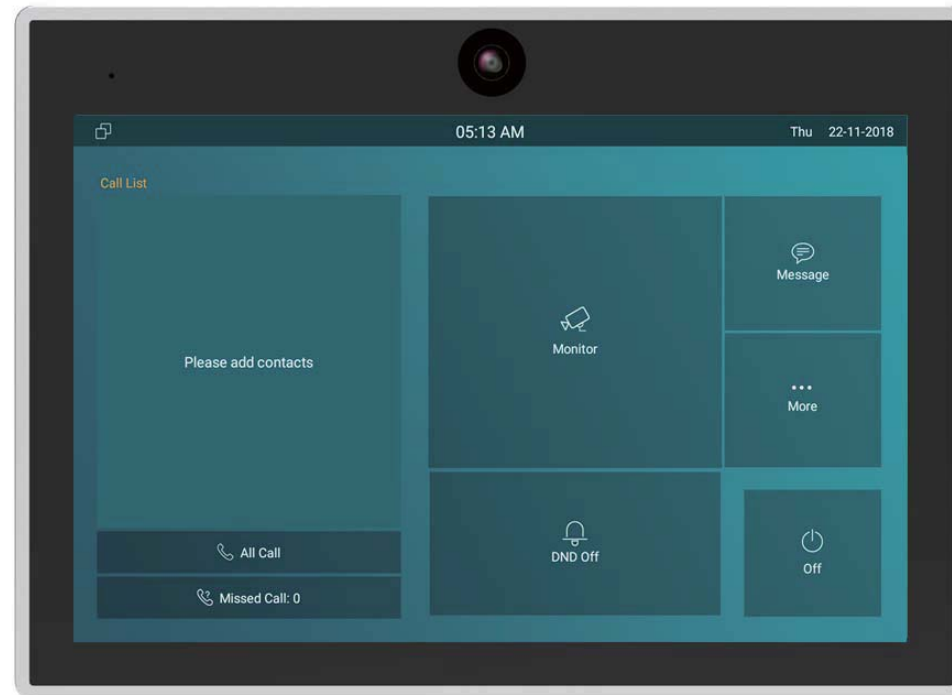 05:13 AM
Thu 22-11-2018
Call List
Please add contacts
All Call
Missed Call: 0
Monitor
DND Off
Message
More
Off